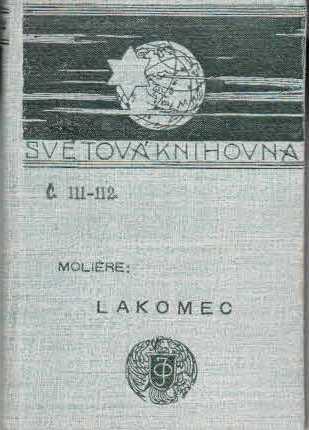 SVĚTOVÁ KNIHOVNA
Č. 111-112.
MOLIÈRE:
LAKOMEC